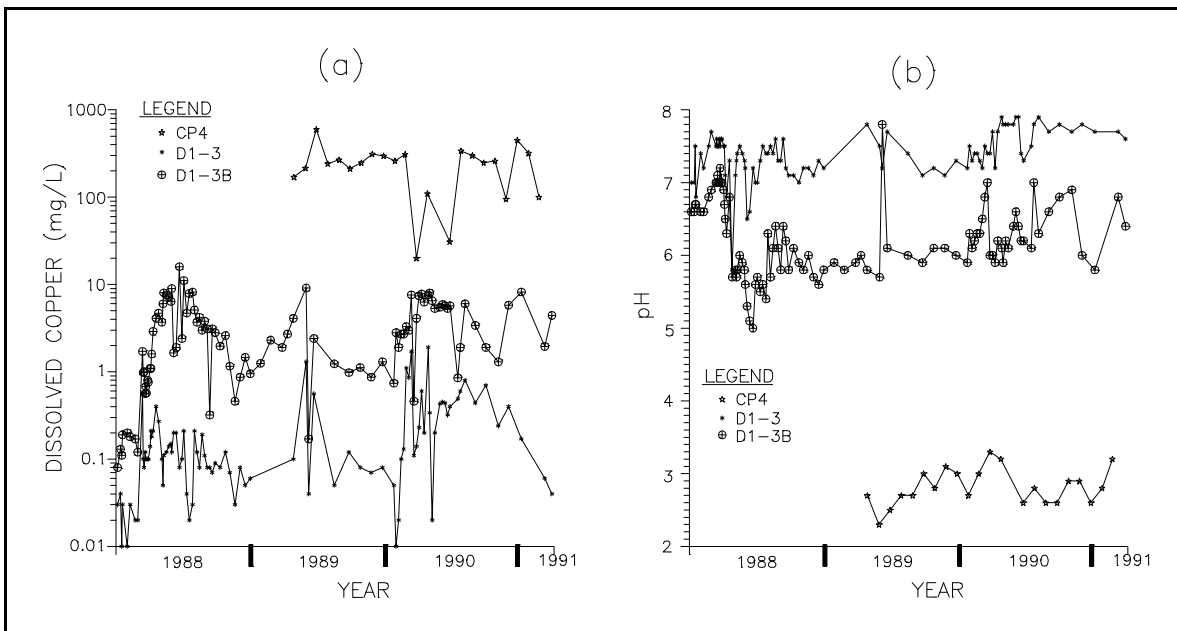 (a)
LEGEND
CP4
D1-3
D1-3B
DISSOLVED COPPER (mg/L)
1000
100
10
1
0.1
0.01
1988
1989
1990
1991
YEAR
(b)
pH
8
7
6
5
4
3
2
LEGEND
CP4
D1-3
D1-3B
1988
1989
1990
1991
YEAR